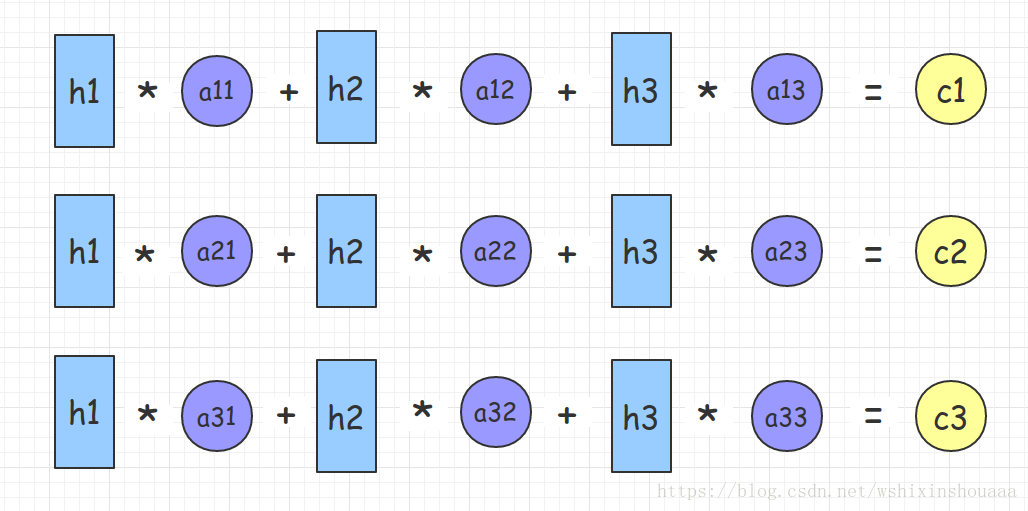 h1 * a11 + h2 * a12 + h3 * a13 = c1
h1 * a21 + h2 * a22 + h3 * a23 = c2
h1 * a31 + h2 * a32 + h3 * a33 = c3
https://blog.csdn.net/wshixinshouaaa